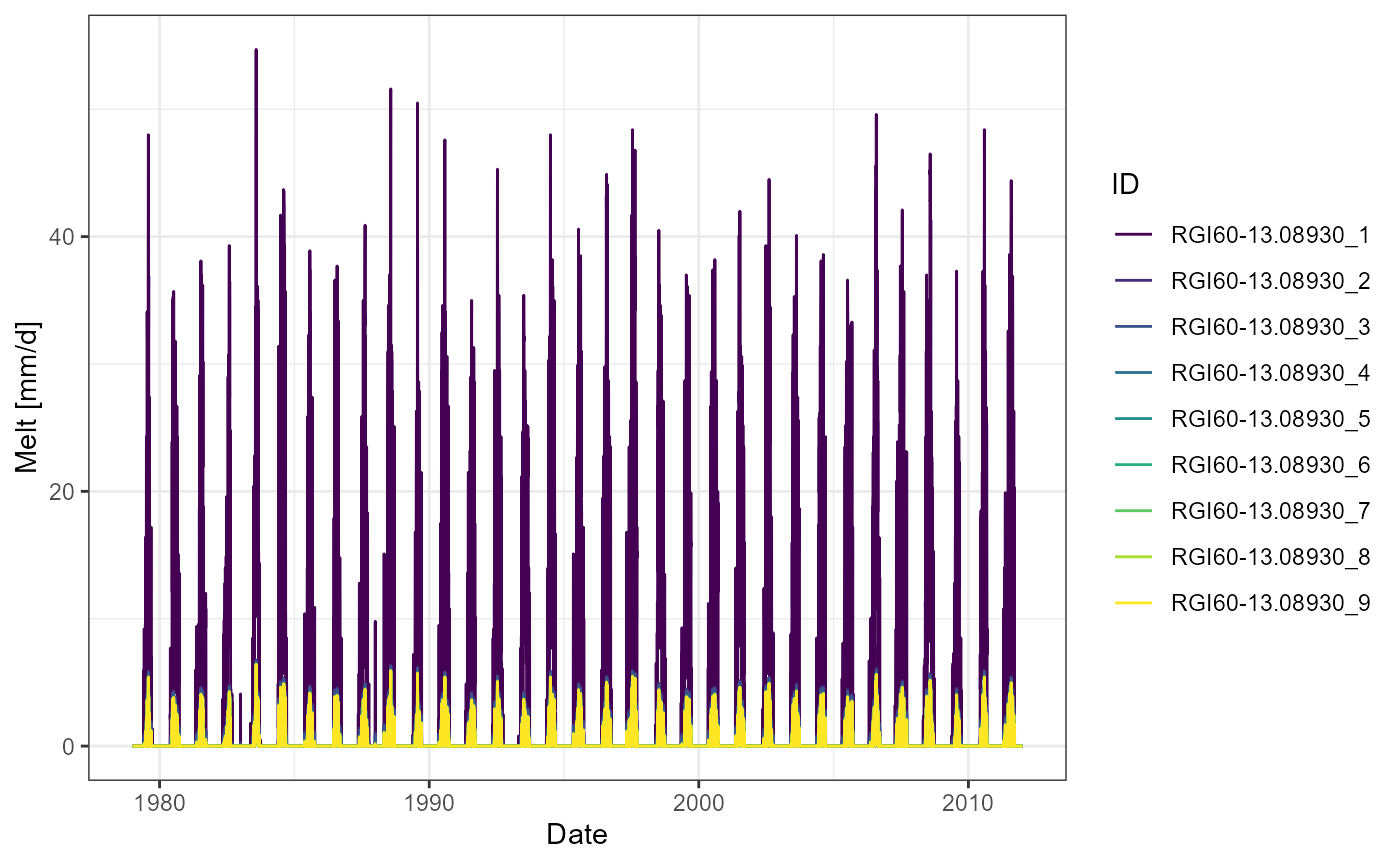 Melt [mm/d]
40
20
0
1980
1990
2000
2010
Date
ID
RGI60-13.08930_1
RGI60-13.08930_2
RGI60-13.08930_3
RGI60-13.08930_4
RGI60-13.08930_5
RGI60-13.08930_6
RGI60-13.08930_7
RGI60-13.08930_8
RGI60-13.08930_9